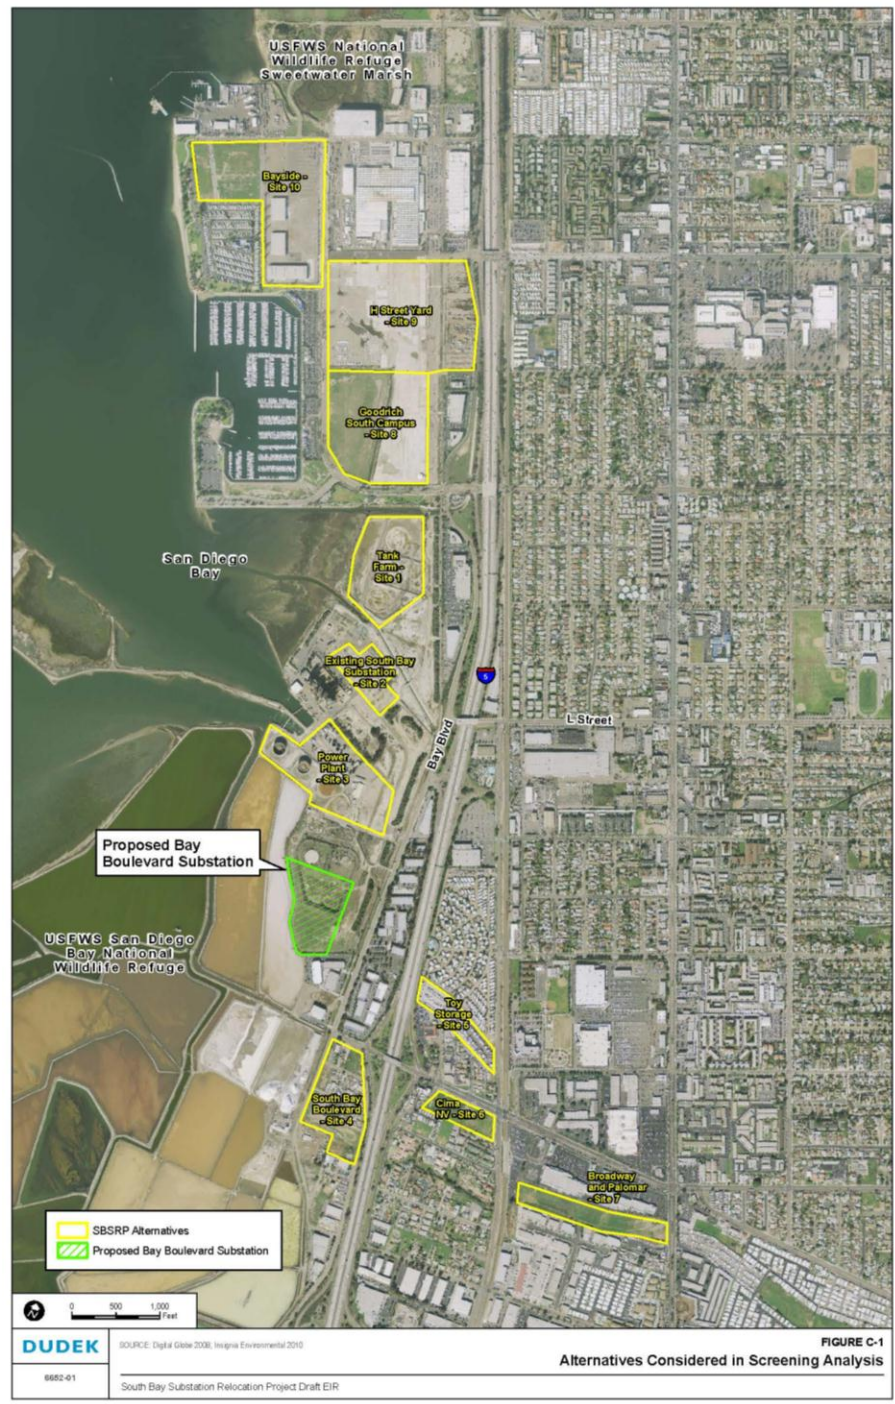 USFWS National
Wildlife Refuge
Sweetwater Marsh
Bayside -
Site 10
H Street Yard
- Site 9
Goodrich
South Campus
- Site 8
San Diego
Bay
Tank
Farm -
Site 1
Existing South Bay
Substation
- Site 2
5
L Street
Bay Blvd
Power
Plant
- Site 3
Proposed Bay
Boulevard Substation
USFWS San Diego
Bay National
Wildlife Refuge
Toy
Storage
- Site 5
South Bay
Boulevard
- Site 4
Cima
NV - Site 6
Broadway
and Palomar
- Site 7
SBSRP Alternatives
Proposed Bay Boulevard Substation
0 500 1,000
Feet
DUDEK
SOURCE: Digital Globe 2008, Insignia Environmental 2010
FIGURE C-1
Alternatives Considered in Screening Analysis
6682-01
South Bay Substation Relocation Project Draft EIR